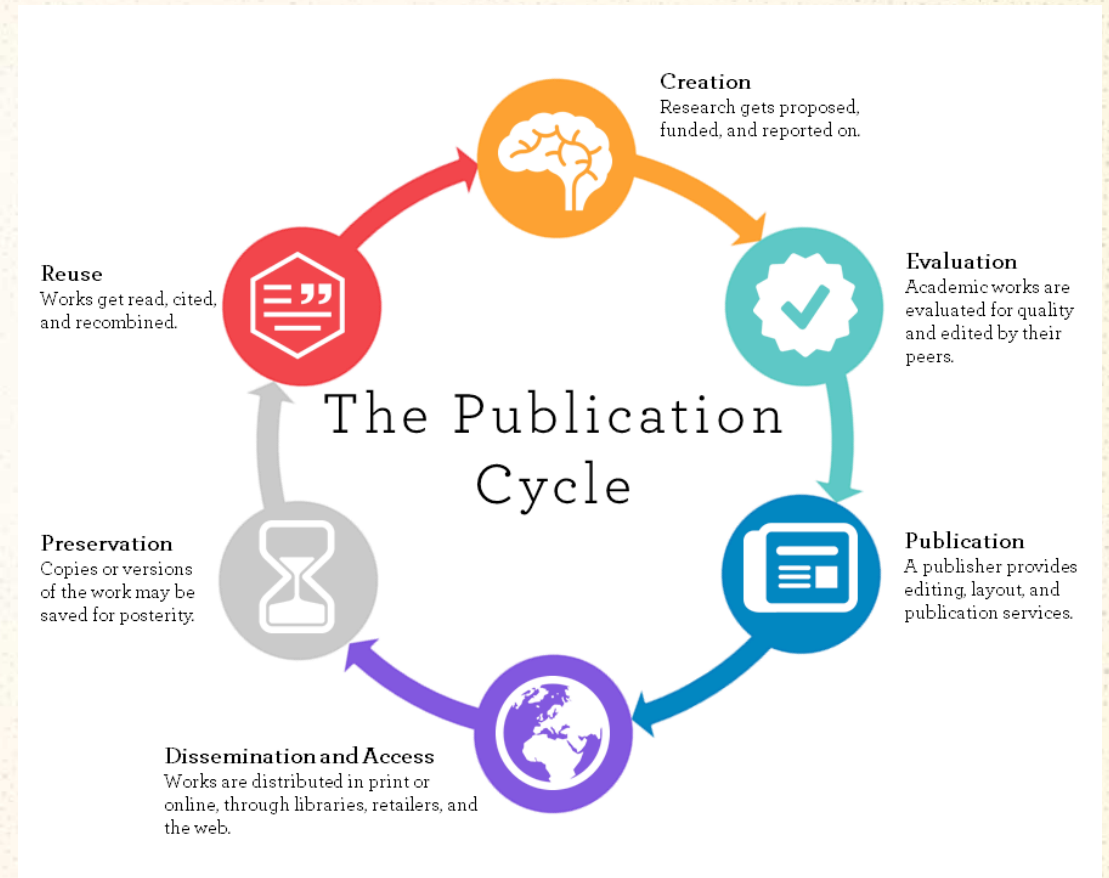 Creation
Research gets proposed,
funded, and reported on.
Evaluation
Academic works are
evaluated for quality
and edited by their
peers.
Publication
A publisher provides
editing, layout, and
publication services.
Dissemination and Access
Works are distributed in print or
online, through libraries, retailers, and
the web.
Preservation
Copies or versions
of the work may be
saved for posterity.
Reuse
Works get read, cited,
and recombined.
The Publication
Cycle